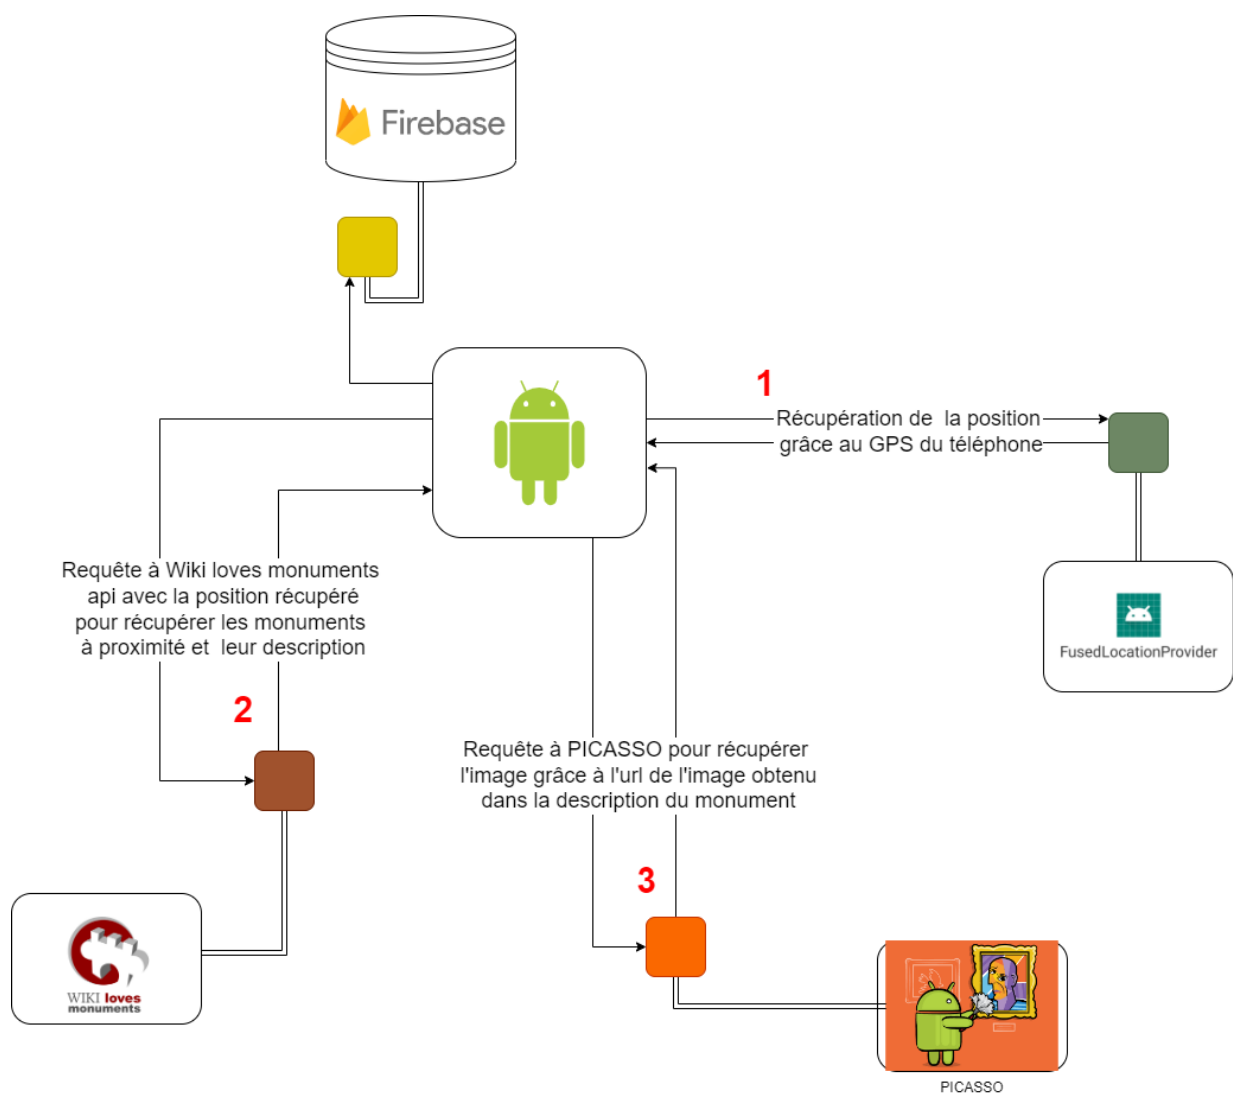 Firebase
1
Récupération de la position
grâce au GPS du téléphone
FusedLocationProvider
Requête à Wiki loves monuments
api avec la position récupéré
pour récupérer les monuments
à proximité et leur description
2
Requête à PICASSO pour récupérer
l'image grâce à l'url de l'image obtenu
dans la description du monument
3
WIKI loves
monuments
PICASSO